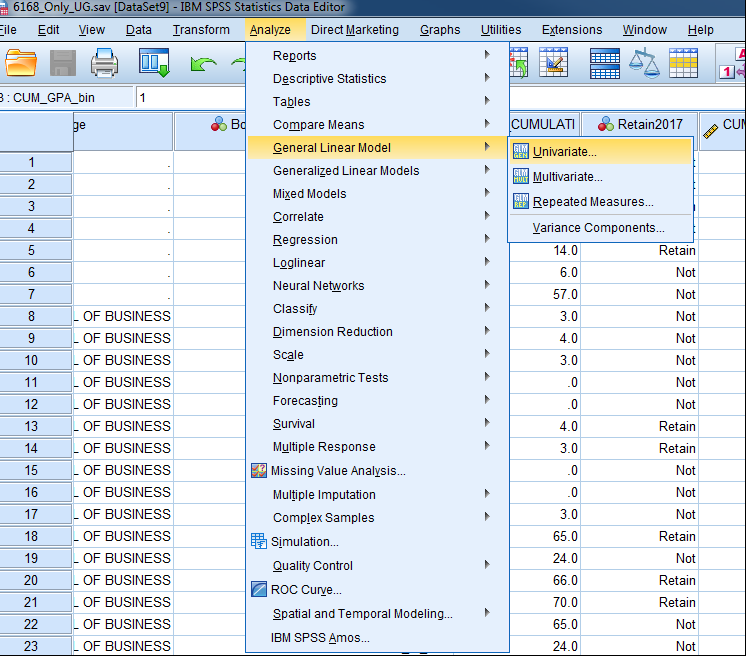 6168_Only_UG.sav [DataSet9] - IBM SPSS Statistics Data Editor
File Edit View Data Transform Analyze Direct Marketing Graphs Utilities Extensions Window Help
: CUM_GPA_bin 1
ge Bo CUMULATI Retain2017 CUM
Reports
Descriptive Statistics
Tables
Compare Means
General Linear Model
Generalized Linear Models
Mixed Models
Correlate
Regression
Loglinear
Neural Networks
Classify
Dimension Reduction
Scale
Nonparametric Tests
Forecasting
Survival
Multiple Response
Missing Value Analysis...
Multiple Imputation
Complex Samples
Simulation...
Quality Control
ROC Curve...
Spatial and Temporal Modeling...
IBM SPSS Amos...
Univariate...
Multivariate...
Repeated Measures...
Variance Components...
1 .
2 .
3 .
4 .
5 . 14.0 Retain
6 . 6.0 Not
7 . 57.0 Not
8 L OF BUSINESS 3.0 Not
9 L OF BUSINESS 4.0 Not
10 L OF BUSINESS 3.0 Not
11 L OF BUSINESS .0 Not
12 L OF BUSINESS .0 Not
13 L OF BUSINESS 4.0 Retain
14 L OF BUSINESS 3.0 Retain
15 L OF BUSINESS .0 Not
16 L OF BUSINESS .0 Not
17 L OF BUSINESS 3.0 Not
18 L OF BUSINESS 65.0 Retain
19 L OF BUSINESS 24.0 Not
20 L OF BUSINESS 66.0 Retain
21 L OF BUSINESS 70.0 Retain
22 L OF BUSINESS 65.0 Not
23 L OF BUSINESS 24.0 Not